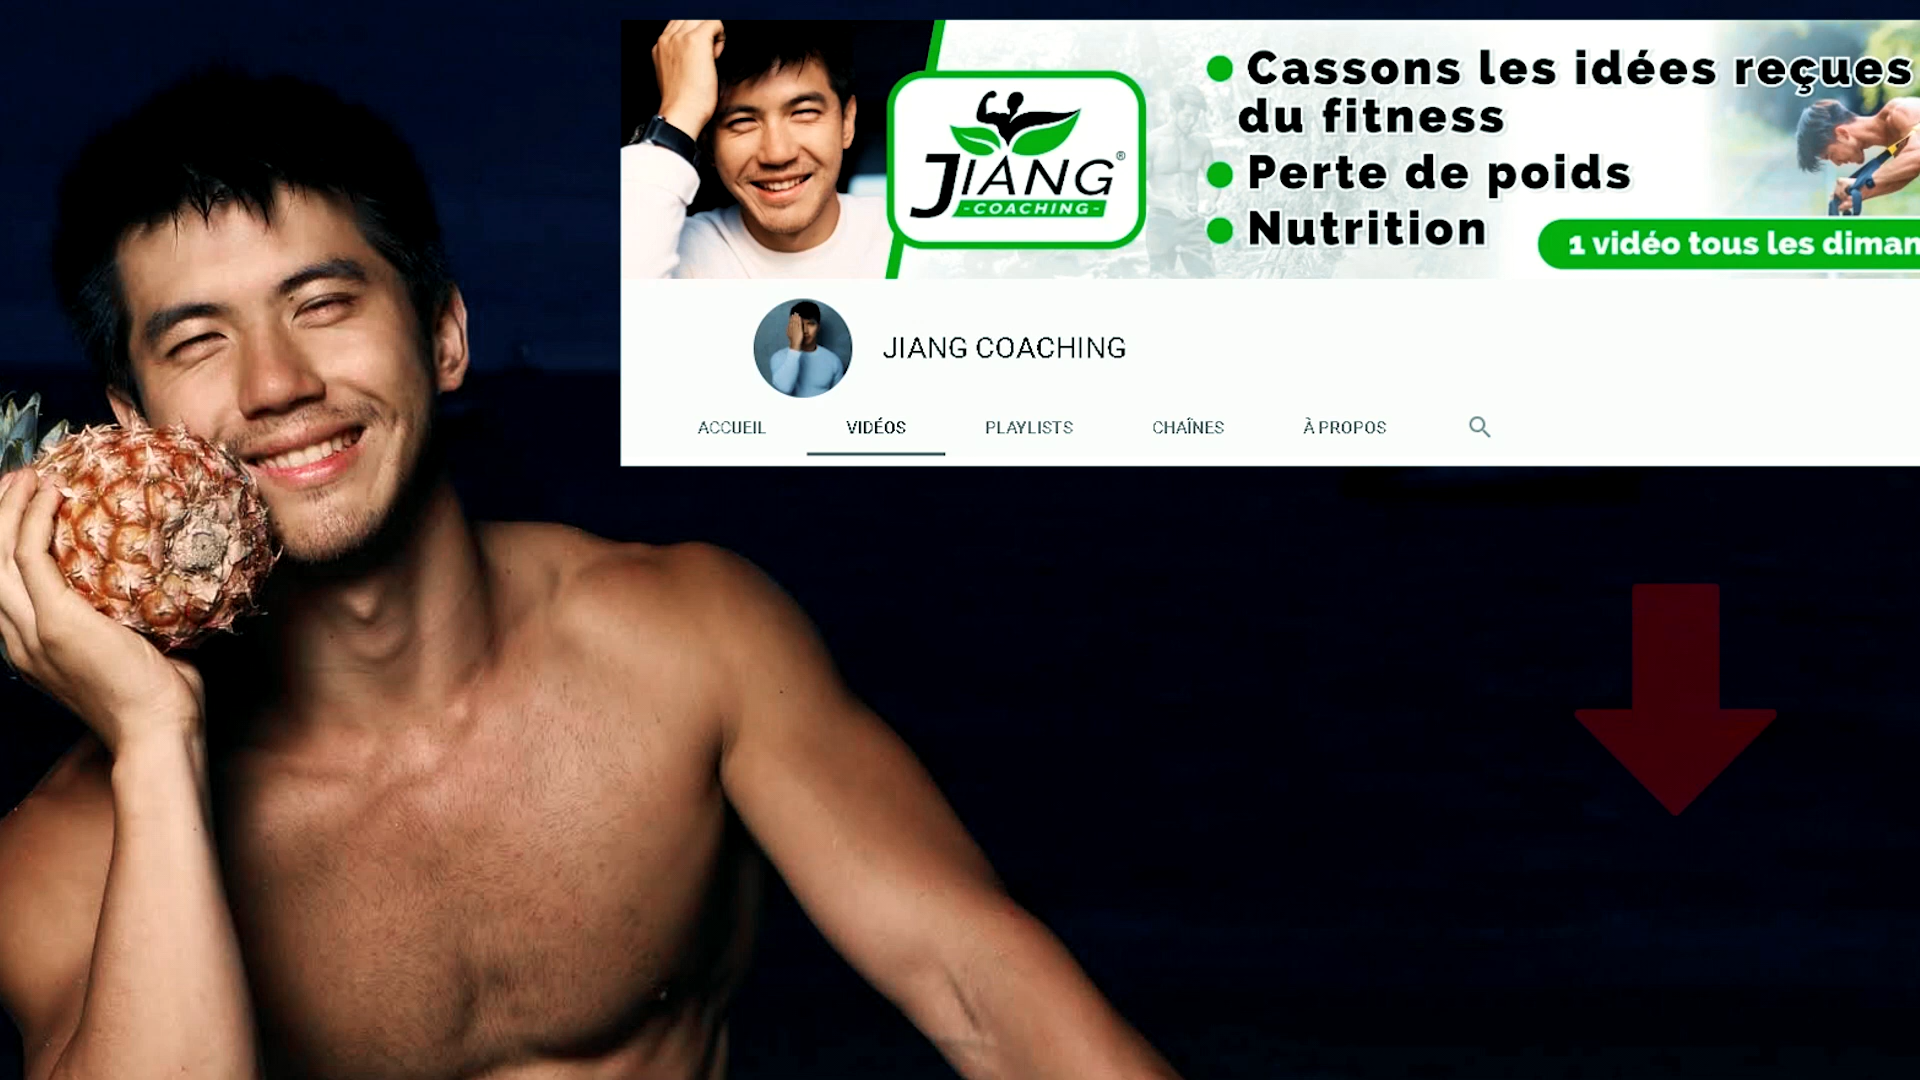 Cassons les idées reçues
du fitness
JIANG®
-COACHING-
Perte de poids
Nutrition
1 vidéo tous les
JIANG COACHING
ACCUEIL
VIDÉOS
PLAYLISTS
CHAÎNES
À PROPOS